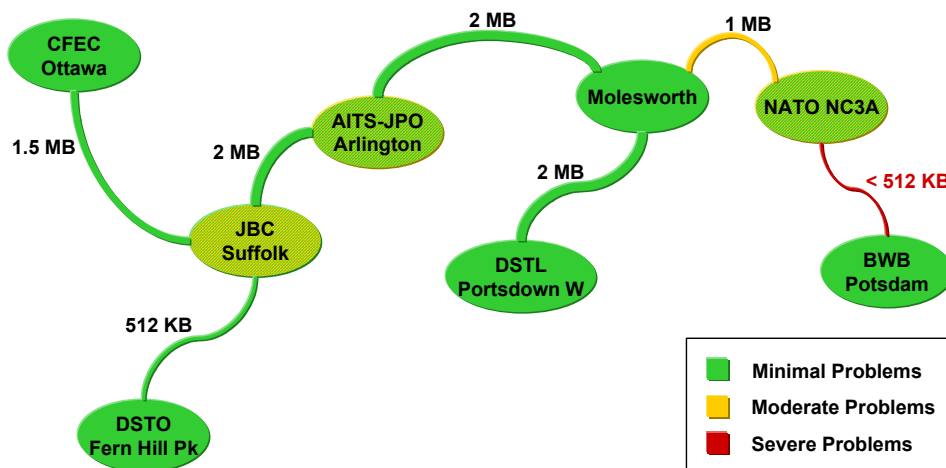 CFEC
Ottawa
2 MB
1 MB
Molesworth
NATO NC3A
AITS-JPO
Arlington
1.5 MB
2 MB
2 MB
< 512 KB
JBC
Suffolk
DSTL
Portsdown W
BWB
Potsdam
512 KB
DSTO
Fern Hill Pk
Minimal Problems
Moderate Problems
Severe Problems